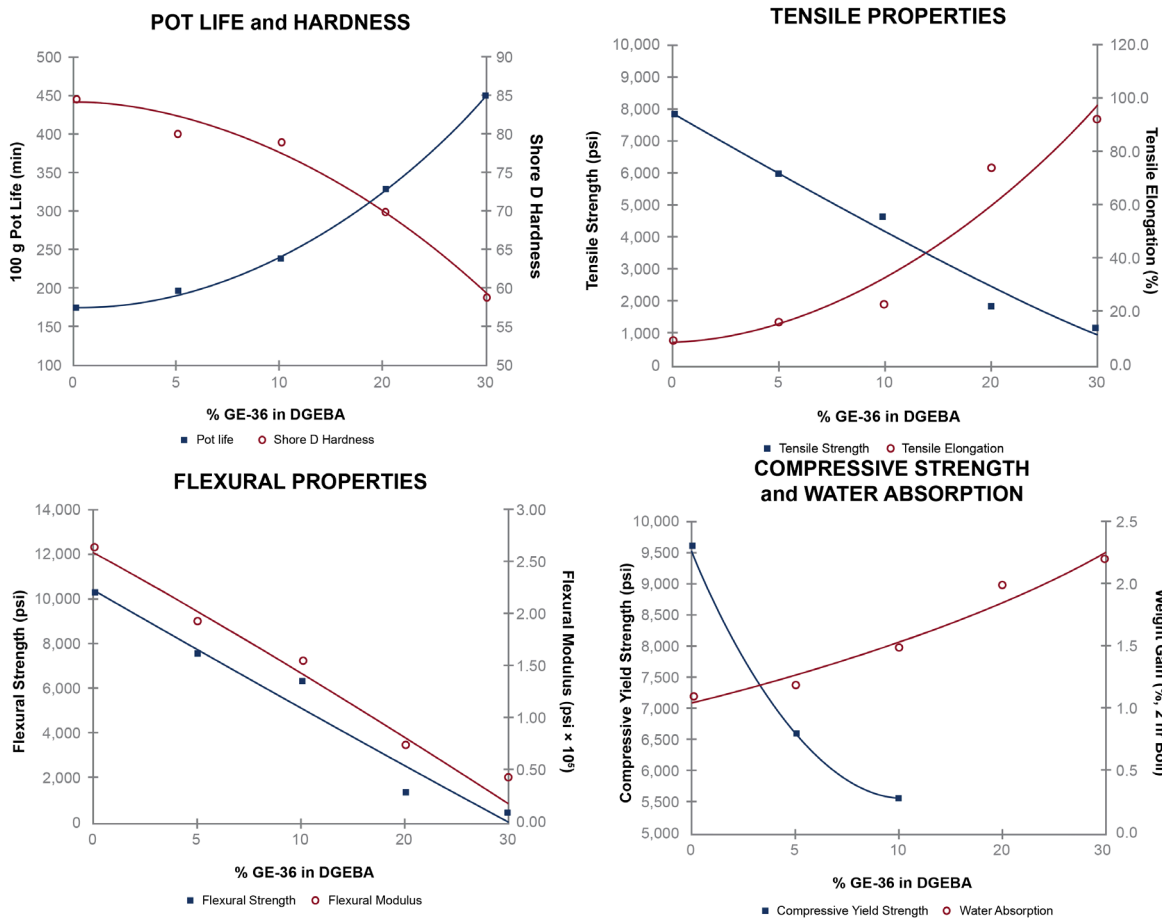 POT LIFE and HARDNESS
500
450
400
350
300
250
200
150
100
90
85
80
75
70
65
60
55
50
100 g Pot Life (min)
Shore D Hardness
0 5 10 20 30
% GE-36 in DGEBA
Pot life Shore D Hardness
TENSILE PROPERTIES
10,000
9,000
8,000
7,000
6,000
5,000
4,000
3,000
2,000
1,000
0
120.0
100.0
80.0
60.0
40.0
20.0
0.0
Tensile Strength (psi)
Tensile Elongation (%)
0 5 10 20 30
% GE-36 in DGEBA
Tensile Strength Tensile Elongation
FLEXURAL PROPERTIES
14,000
12,000
10,000
8,000
6,000
4,000
2,000
0
3.00
2.50
2.00
1.50
1.00
0.50
0.00
Flexural Strength (psi)
Flexural Modulus (psi × 10⁵)
0 5 10 20 30
% GE-36 in DGEBA
Flexural Strength Flexural Modulus
COMPRESSIVE STRENGTH
and WATER ABSORPTION
10,000
9,500
9,000
8,500
8,000
7,500
7,000
6,500
6,000
5,500
5,000
2.5
2.0
1.5
1.0
0.5
0.0
Compressive Yield Strength (psi)
Weight Gain (%, 2 hr Boil)
0 5 10 20 30
% GE-36 in DGEBA
Compressive Yield Strength Water Absorption